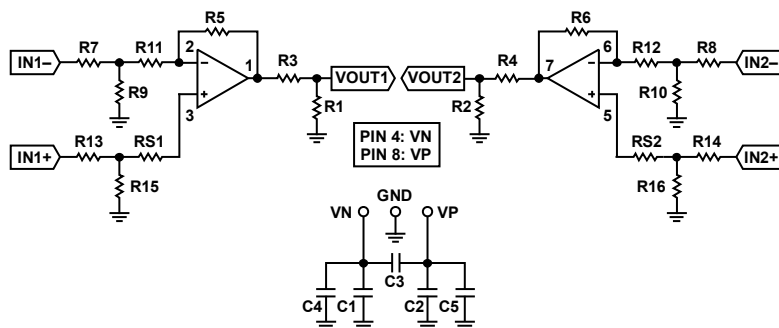 R5
R6
IN1–
R7
R11
2
–
1
R3
VOUT1
VOUT2
R4
7
6
–
R12
R8
IN2–
R9
+
3
R1
R2
+
5
R10
PIN 4: VN
PIN 8: VP
IN1+
R13
RS1
RS2
R14
IN2+
R15
R16
GND
VN
VP
C3
C4
C1
C2
C5